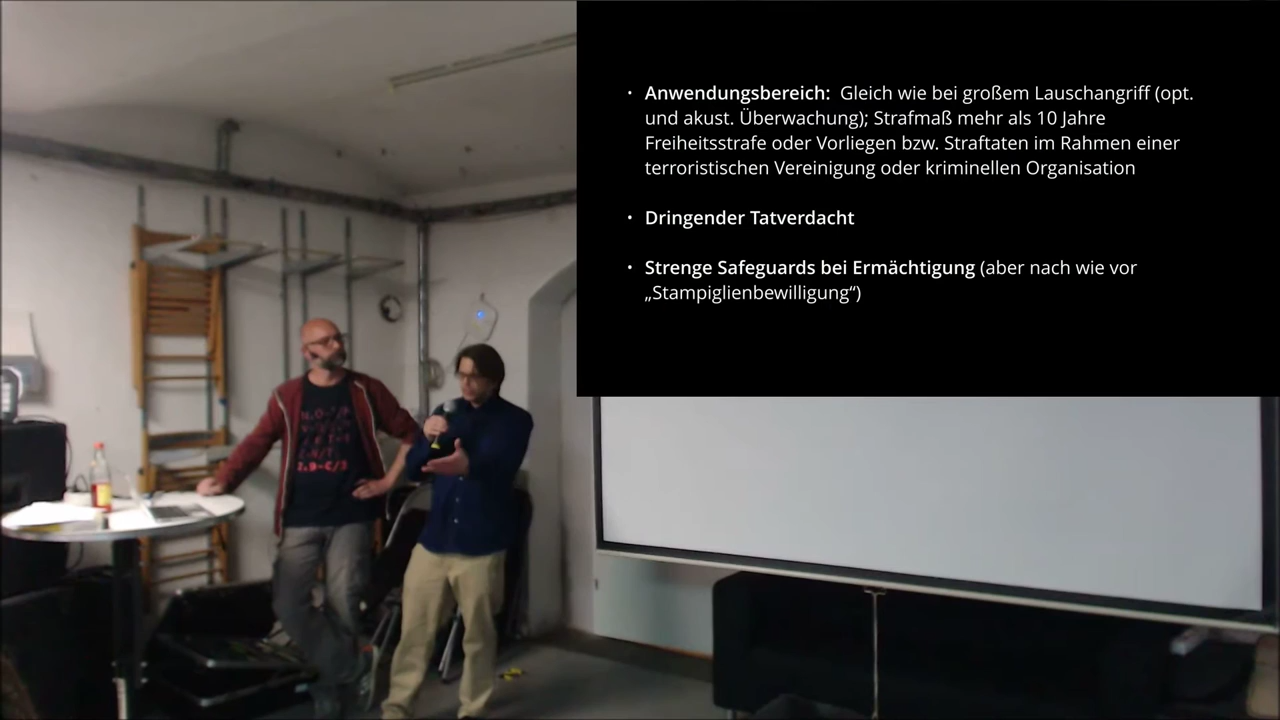 • Anwendungsbereich: Gleich wie bei großem Lauschangriff (opt.
und akust. Überwachung); Strafmaß mehr als 10 Jahre
Freiheitsstrafe oder Vorliegen bzw. Straftaten im Rahmen einer
terroristischen Vereinigung oder kriminellen Organisation
• Dringender Tatverdacht
• Strenge Safeguards bei Ermächtigung (aber nach wie vor
„Stampiglienbewilligung“)